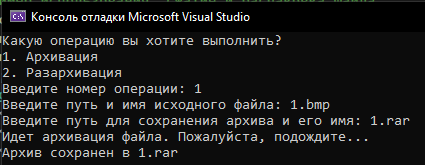 Консоль отладки Microsoft Visual Studio
Какую операцию вы хотите выполнить?
1. Архивация
2. Разархивация
Введите номер операции: 1
Введите путь и имя исходного файла: 1.bmp
Введите путь для сохранения архива и его имя: 1.rar
Идет архивация файла. Пожалуйста, подождите...
Архив сохранен в 1.rar